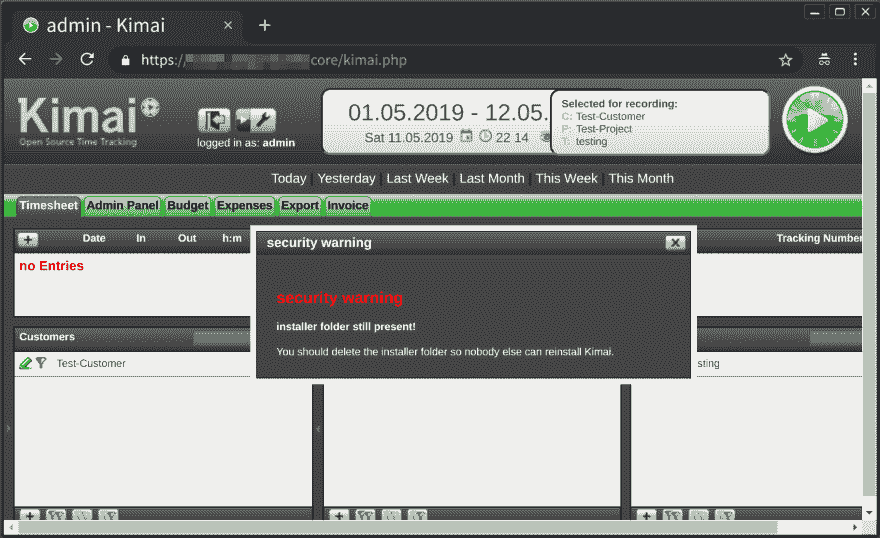 admin - Kimai
https://
core/kimai.php
Kimai
Open Source Time Tracking
logged in as: admin
01.05.2019 - 12.05.
Sat 11.05.2019 22 14
Selected for recording:
C: Test-Customer
P: Test-Project
T: testing
Today | Yesterday | Last Week | Last Month | This Week | This Month
Timesheet Admin Panel Budget Expenses Export Invoice
Date In Out h:m
Tracking Number
no Entries
security warning
security warning
installer folder still present!
You should delete the installer folder so nobody else can reinstall Kimai.
Customers
Test-Customer
sting